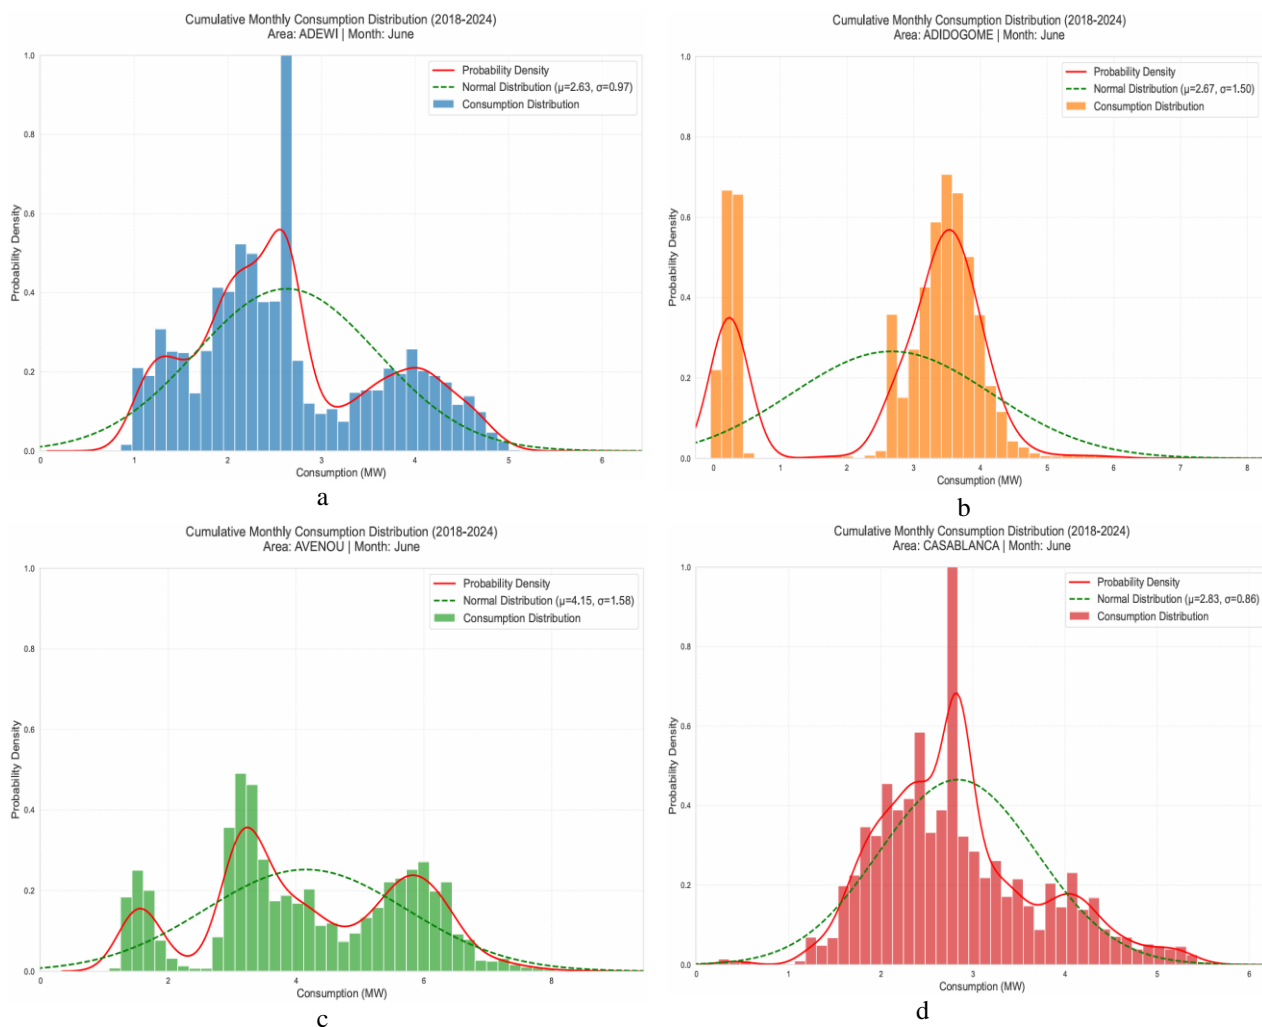 Cumulative Monthly Consumption Distribution (2018-2024)
Area: ADEWI | Month: June
Probability Density
Normal Distribution (μ=2.63, σ=0.97)
Consumption Distribution
1.0
0.8
0.6
0.4
0.2
0.0
Probability Density
0 1 2 3 4 5 6
Consumption (MW)
a
Cumulative Monthly Consumption Distribution (2018-2024)
Area: ADIDOGOME | Month: June
Probability Density
Normal Distribution (μ=2.67, σ=1.50)
Consumption Distribution
1.0
0.8
0.6
0.4
0.2
0.0
Probability Density
0 1 2 3 4 5 6 7 8
Consumption (MW)
b
Cumulative Monthly Consumption Distribution (2018-2024)
Area: AVENOU | Month: June
Probability Density
Normal Distribution (μ=4.15, σ=1.58)
Consumption Distribution
1.0
0.8
0.6
0.4
0.2
0.0
Probability Density
0 2 4 6 8
Consumption (MW)
c
Cumulative Monthly Consumption Distribution (2018-2024)
Area: CASABLANCA | Month: June
Probability Density
Normal Distribution (μ=2.83, σ=0.86)
Consumption Distribution
1.0
0.8
0.6
0.4
0.2
0.0
Probability Density
0 1 2 3 4 5 6
Consumption (MW)
d